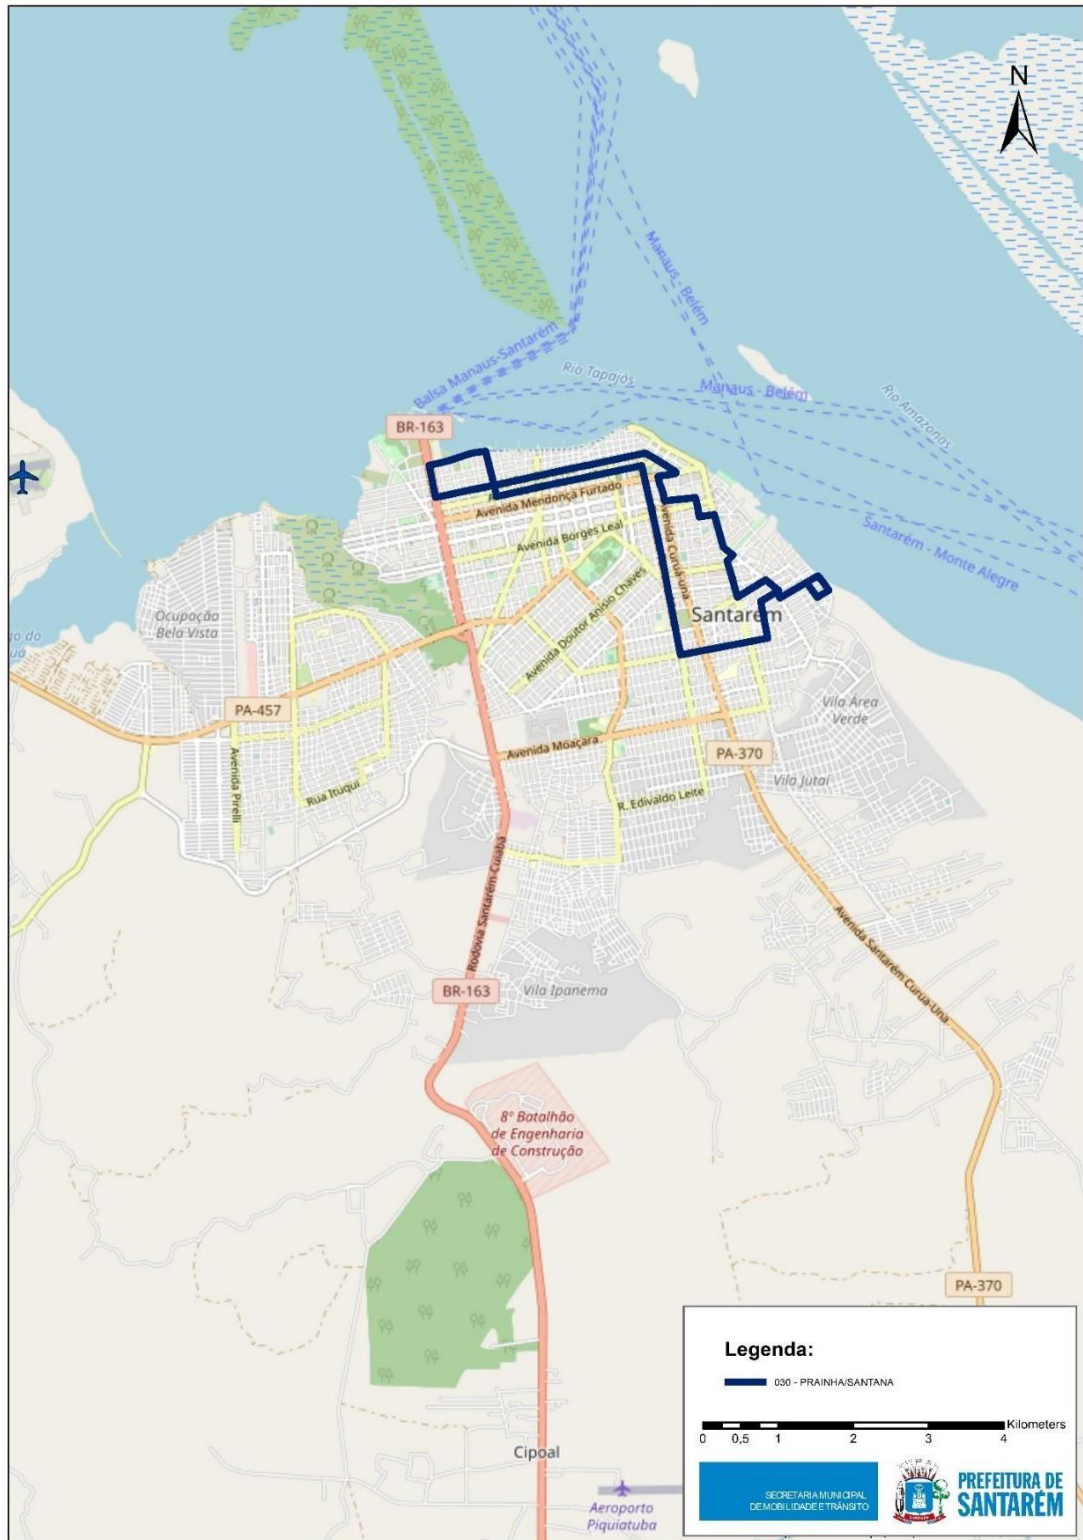 N
Manaus - Belém
Balsa Manaus-Santarém
Rio Tapajós
Manaus - Belém
Rio Amazonas
BR-163
Avenida Mendonça Furtado
Santarém - Monte Alegre
Avenida Borges Leal
Avenida Curuá-una
Avenida Doutor Anísio Chaves
Santarém
Ocupação
Bela Vista
PA-457
Vila Área
Verde
Avenida Moaçara
PA-370
Vila Jutaí
Avenida Pirelli
Rua Ituqui
R. Edivaldo Leite
Rodovia Santarém-Cuiabá
Avenida Santarém Curuá-Una
BR-163
Vila Ipanema
8º Batalhão
de Engenharia
de Construção
PA-370
Cipoal
Aeroporto
Piquiatuba
Legenda:
030 - PRAINHA/SANTANA
Kilometers
0 0,5 1 2 3 4
SECRETARIA MUNICIPAL
DE MOBILIDADE E TRÂNSITO
PREFEITURA DE
SANTARÉM